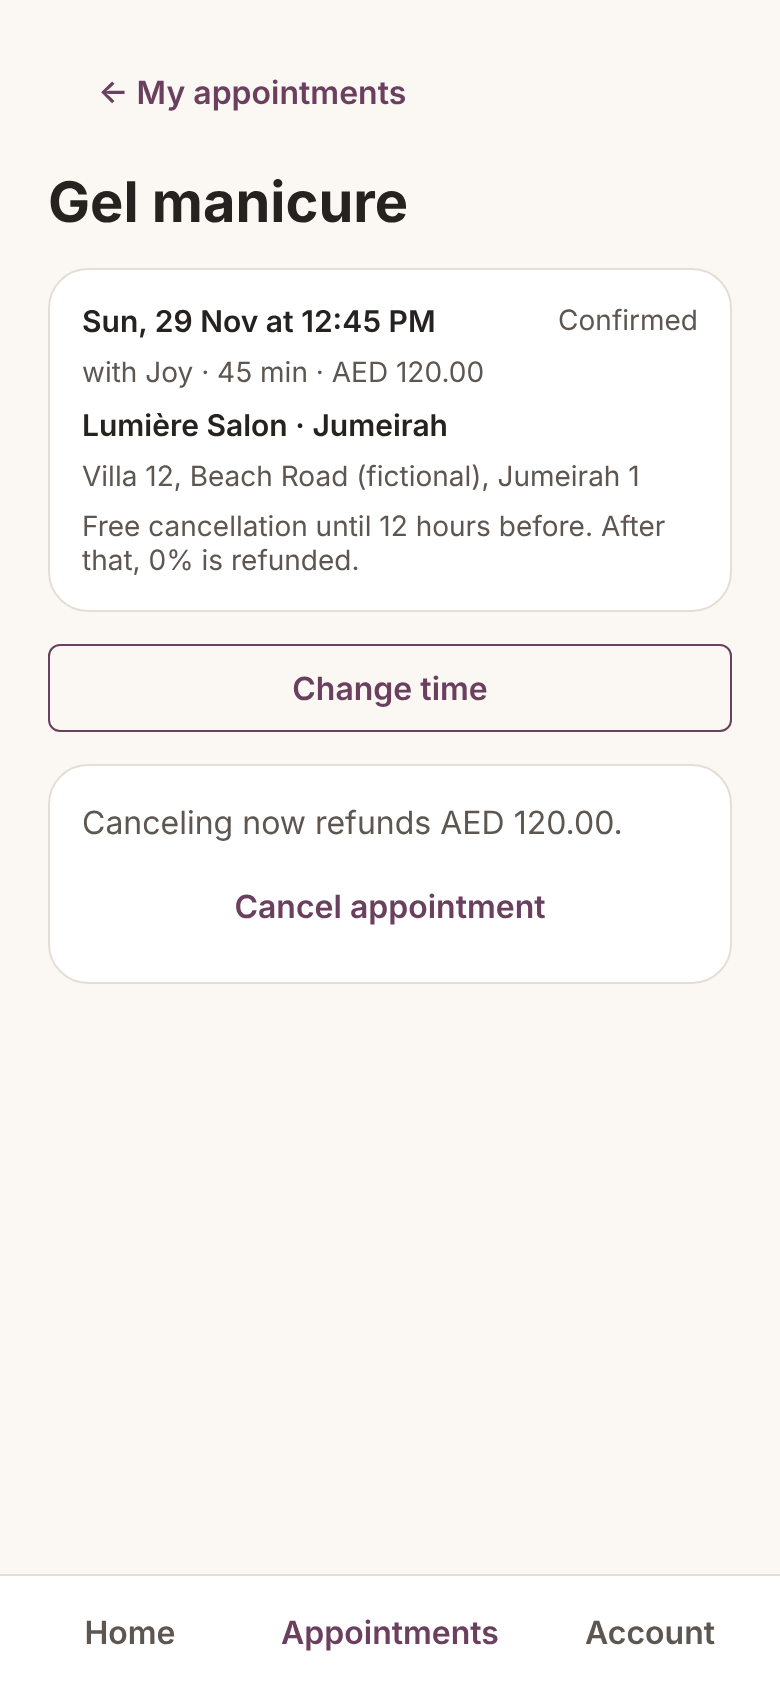 ← My appointments
Gel manicure
Sun, 29 Nov at 12:45 PM
Confirmed
with Joy · 45 min · AED 120.00
Lumière Salon · Jumeirah
Villa 12, Beach Road (fictional), Jumeirah 1
Free cancellation until 12 hours before. After
that, 0% is refunded.
Change time
Canceling now refunds AED 120.00.
Cancel appointment
Home
Appointments
Account